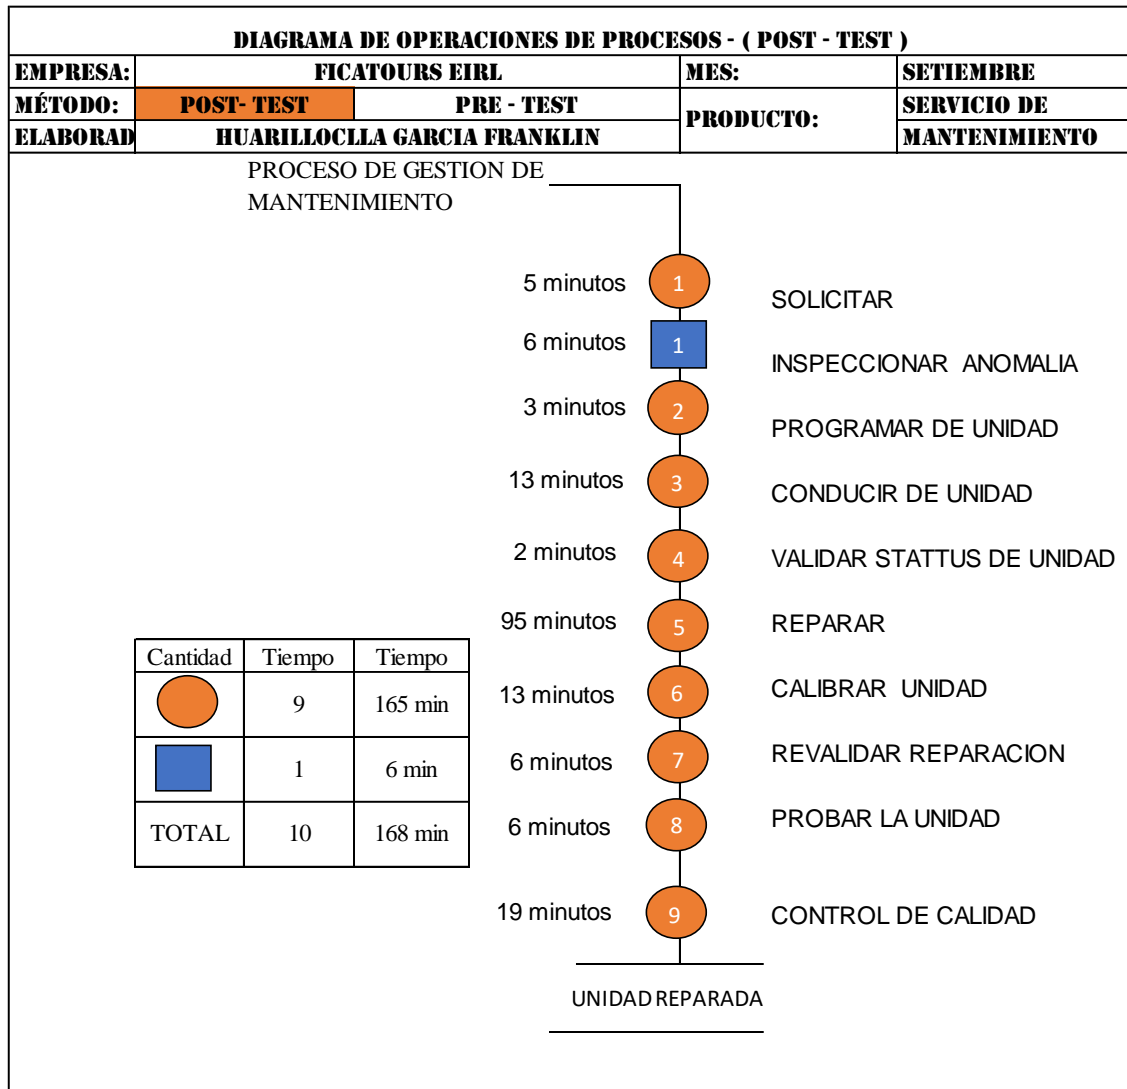 DIAGRAMA DE OPERACIONES DE PROCESOS - ( POST - TEST )
EMPRESA: FICATOURS EIRL MES: SETIEMBRE
MÉTODO: POST- TEST PRE - TEST PRODUCTO: SERVICIO DE
ELABORAD HUARILLOCLLA GARCIA FRANKLIN MANTENIMIENTO
PROCESO DE GESTION DE
MANTENIMIENTO
5 minutos 1 SOLICITAR
6 minutos 1 INSPECCIONAR ANOMALIA
3 minutos 2 PROGRAMAR DE UNIDAD
13 minutos 3 CONDUCIR DE UNIDAD
2 minutos 4 VALIDAR STATTUS DE UNIDAD
95 minutos 5 REPARAR
13 minutos 6 CALIBRAR UNIDAD
6 minutos 7 REVALIDAR REPARACION
6 minutos 8 PROBAR LA UNIDAD
19 minutos 9 CONTROL DE CALIDAD
UNIDAD REPARADA
Cantidad Tiempo Tiempo
9 165 min
1 6 min
TOTAL 10 168 min